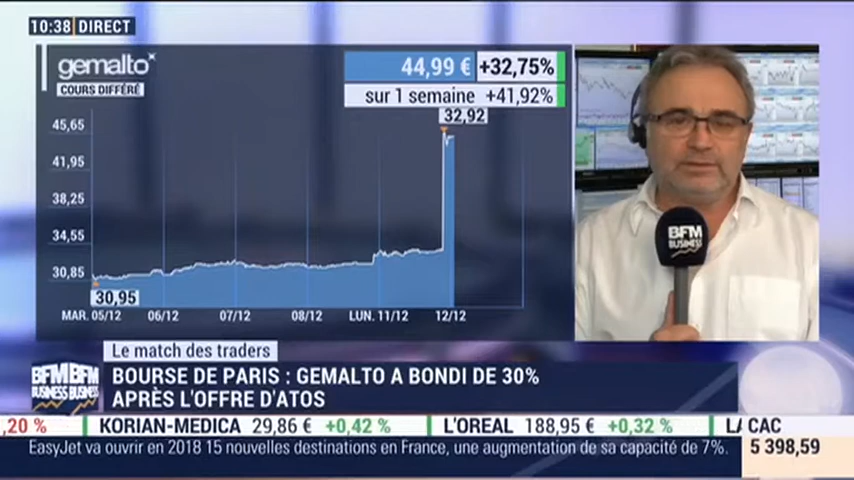 10:38 DIRECT
gemalto
COURS DIFFÉRÉ
44,99 € +32,75%
sur 1 semaine +41,92%
32,92
45,65
41,95
38,25
34,55
30,85
30,95
MAR. 05/12 06/12 07/12 08/12 LUN. 11/12 12/12
BFM
BUSINESS
Le match des traders
BFM BFM
BUSINESS BUSINESS
BOURSE DE PARIS : GEMALTO A BONDI DE 30%
APRÈS L'OFFRE D'ATOS
,20 % KORIAN-MEDICA 29,86 € +0,42 % L'OREAL 188,95 € +0,32 % CAC
EasyJet va ouvrir en 2018 15 nouvelles destinations en France, une augmentation de sa capacité de 7%. 5 398,59